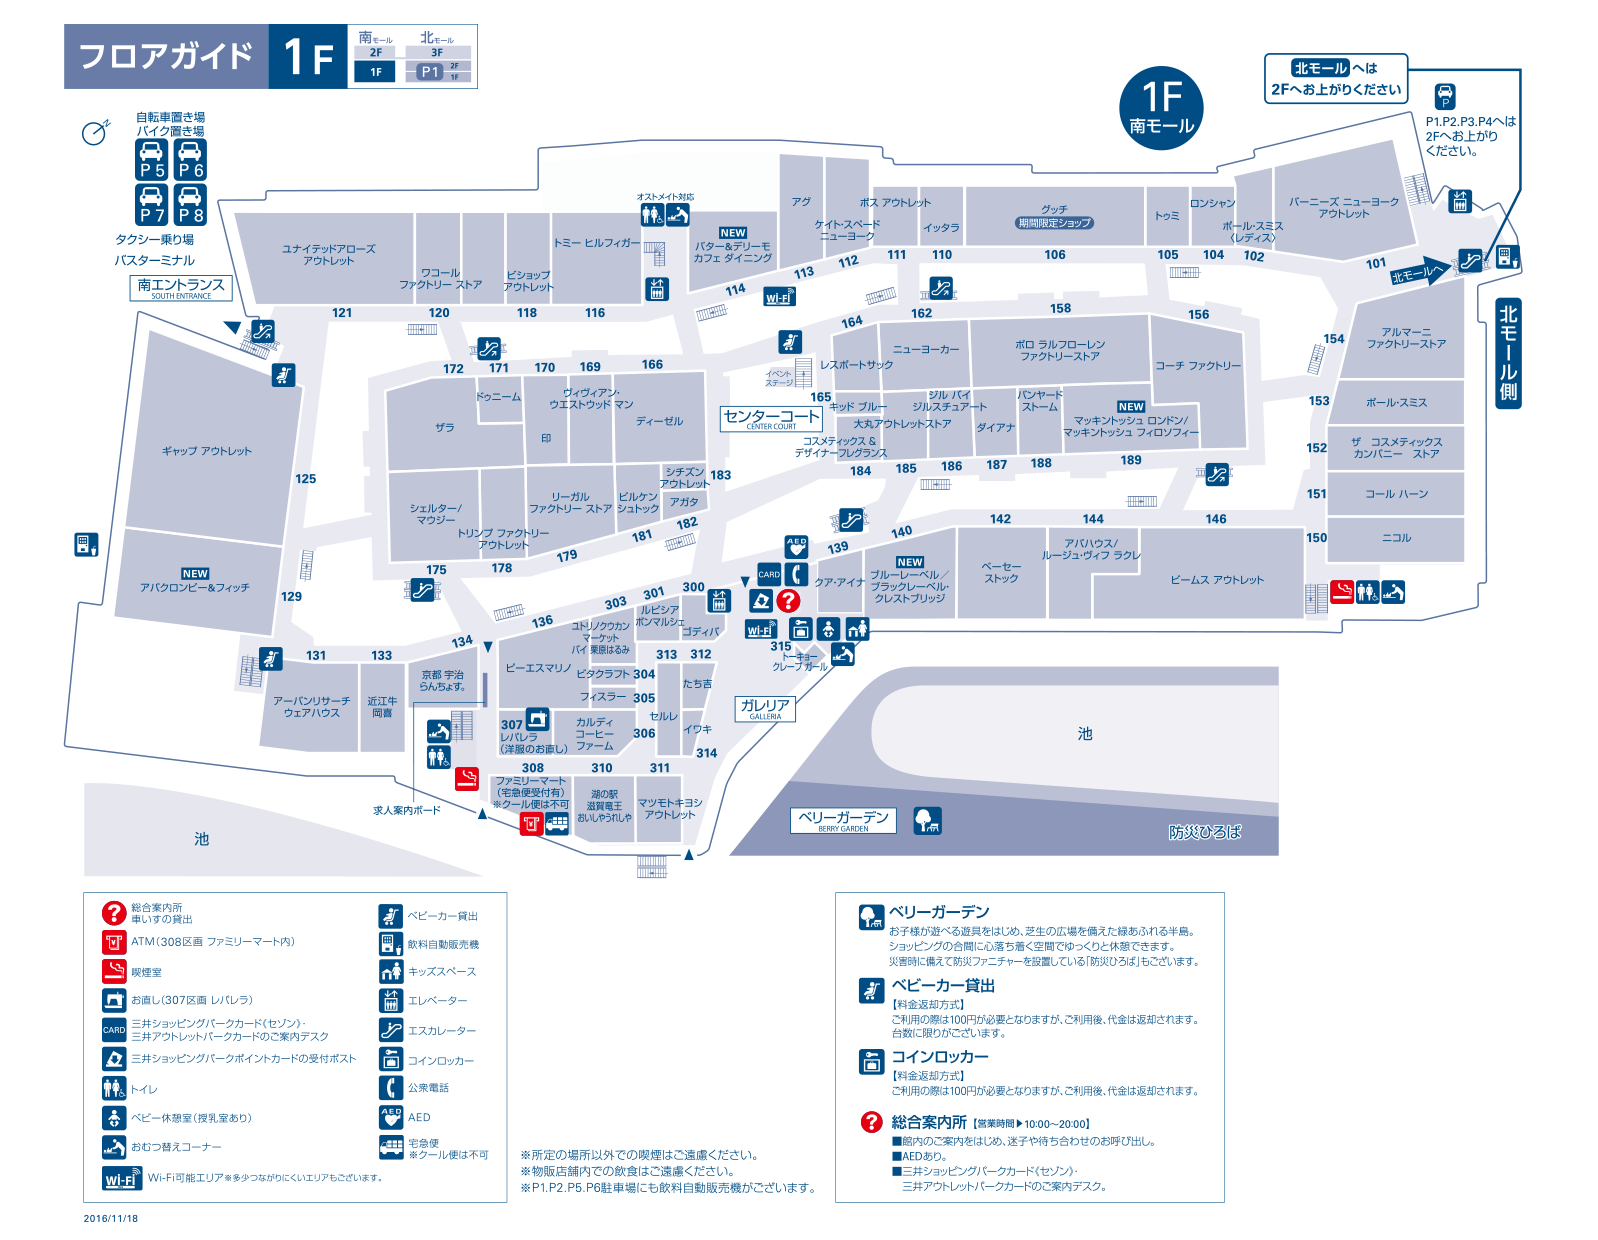 フロアガイド 1F
南モール 北モール
2F 3F
1F P1 2F
1F
1F
南モール
北モール へは
2Fへお上がりください
P
P1.P2.P3.P4へは
2Fへお上がり
ください。
N
自転車置き場
バイク置き場
P5 P6
P7 P8
タクシー乗り場
バスターミナル
南エントランス
SOUTH ENTRANCE
オストメイト対応
ユナイテッドアローズ
アウトレット
ワコール
ファクトリー ストア
ビショップ
アウトレット
トミー ヒルフィガー
NEW
バター&デリーモ
カフェ ダイニング
アグ
ケイト・スペード
ニューヨーク
ボス アウトレット
イッタラ
グッチ
期間限定ショップ
トゥミ
ロンシャン
ポール・スミス
(レディス)
バーニーズ ニューヨーク
アウトレット
121
120
118
116
114
113
112
111
110
106
105
104
102
101
北モールへ
北モール側
Wi-Fi
172
171
170
169
166
164
162
158
156
154
ドゥニーム
ヴィヴィアン・
ウエストウッド マン
ザラ
印
ディーゼル
イベント
ステージ
センターコート
CENTER COURT
レスポートサック
ニューヨーカー
ポロ ラルフローレン
ファクトリーストア
コーチ ファクトリー
アルマーニ
ファクトリーストア
165
キッド ブルー
ジル バイ
ジルスチュアート
バンヤード
ストーム
大丸アウトレットストア
ダイアナ
NEW
マッキントッシュ ロンドン/
マッキントッシュ フィロソフィー
コスメティックス &
デザイナーフレグランス
153
ポール・スミス
152
ザ コスメティックス
カンパニー ストア
151
コール ハーン
150
ニコル
184
185
186
187
188
189
ギャップ アウトレット
125
NEW
アバクロンビー&フィッチ
129
シェルター/
マウジー
トリンプ ファクトリー
アウトレット
リーガル
ファクトリー ストア
ビルケン
シュトック
シチズン
アウトレット
183
アガタ
182
181
179
178
175
AED
CARD
139
140
142
144
146
クア・アイナ
NEW
ブルーレーベル/
ブラックレーベル・
クレストブリッジ
ベーセー
ストック
アバハウス/
ルージュ・ヴィフ ラクレ
ビームス アウトレット
Wi-Fi
315
トーキョー
クレープ ガール
131
133
134
136
303
301
300
アーバンリサーチ
ウェアハウス
近江牛
岡喜
京都 宇治
らんちょす。
ピーエスマリノ
ユトリノクウカン
マーケット
バイ 栗原はるみ
ルピシア
ボンマルシェ
ゴディバ
313 312
ビタクラフト 304
フィスラー 305
306
たち吉
セルレ
イワキ
314
307
レパレラ
(洋服のお直し)
カルディ
コーヒー
ファーム
308
310
311
ファミリーマート
(宅急便受付有)
※クール便は不可
湖の駅
滋賀竜王
おいしやうれしや
マツモトキヨシ
アウトレット
求人案内ボード
ガレリア
GALLERIA
池
池
ベリーガーデン
BERRY GARDEN
防災ひろば
総合案内所
車いすの貸出
ATM(308区画 ファミリーマート内)
喫煙室
お直し(307区画 レパレラ)
CARD
三井ショッピングパークカード《セゾン》・
三井アウトレットパークカードのご案内デスク
三井ショッピングパークポイントカードの受付ポスト
トイレ
ベビー休憩室(授乳室あり)
おむつ替えコーナー
Wi-Fi
Wi-Fi可能エリア※多少つながりにくいエリアもございます。
ベビーカー貸出
飲料自動販売機
キッズスペース
エレベーター
エスカレーター
コインロッカー
公衆電話
AED
AED
宅急便
※クール便は不可
※所定の場所以外での喫煙はご遠慮ください。
※物販店舗内での飲食はご遠慮ください。
※P1.P2.P5.P6駐車場にも飲料自動販売機がございます。
ベリーガーデン
お子様が遊べる遊具をはじめ、芝生の広場を備えた緑あふれる半島。
ショッピングの合間に心落ち着く空間でゆっくりと休憩できます。
災害時に備えて防災ファニチャーを設置している「防災ひろば」もございます。
ベビーカー貸出
【料金返却方式】
ご利用の際は100円が必要となりますが、ご利用後、代金は返却されます。
台数に限りがございます。
コインロッカー
【料金返却方式】
ご利用の際は100円が必要となりますが、ご利用後、代金は返却されます。
総合案内所【営業時間▶10:00〜20:00】
■館内のご案内をはじめ、迷子や待ち合わせのお呼び出し。
■AEDあり。
■三井ショッピングパークカード《セゾン》・
三井アウトレットパークカードのご案内デスク。
2016/11/18